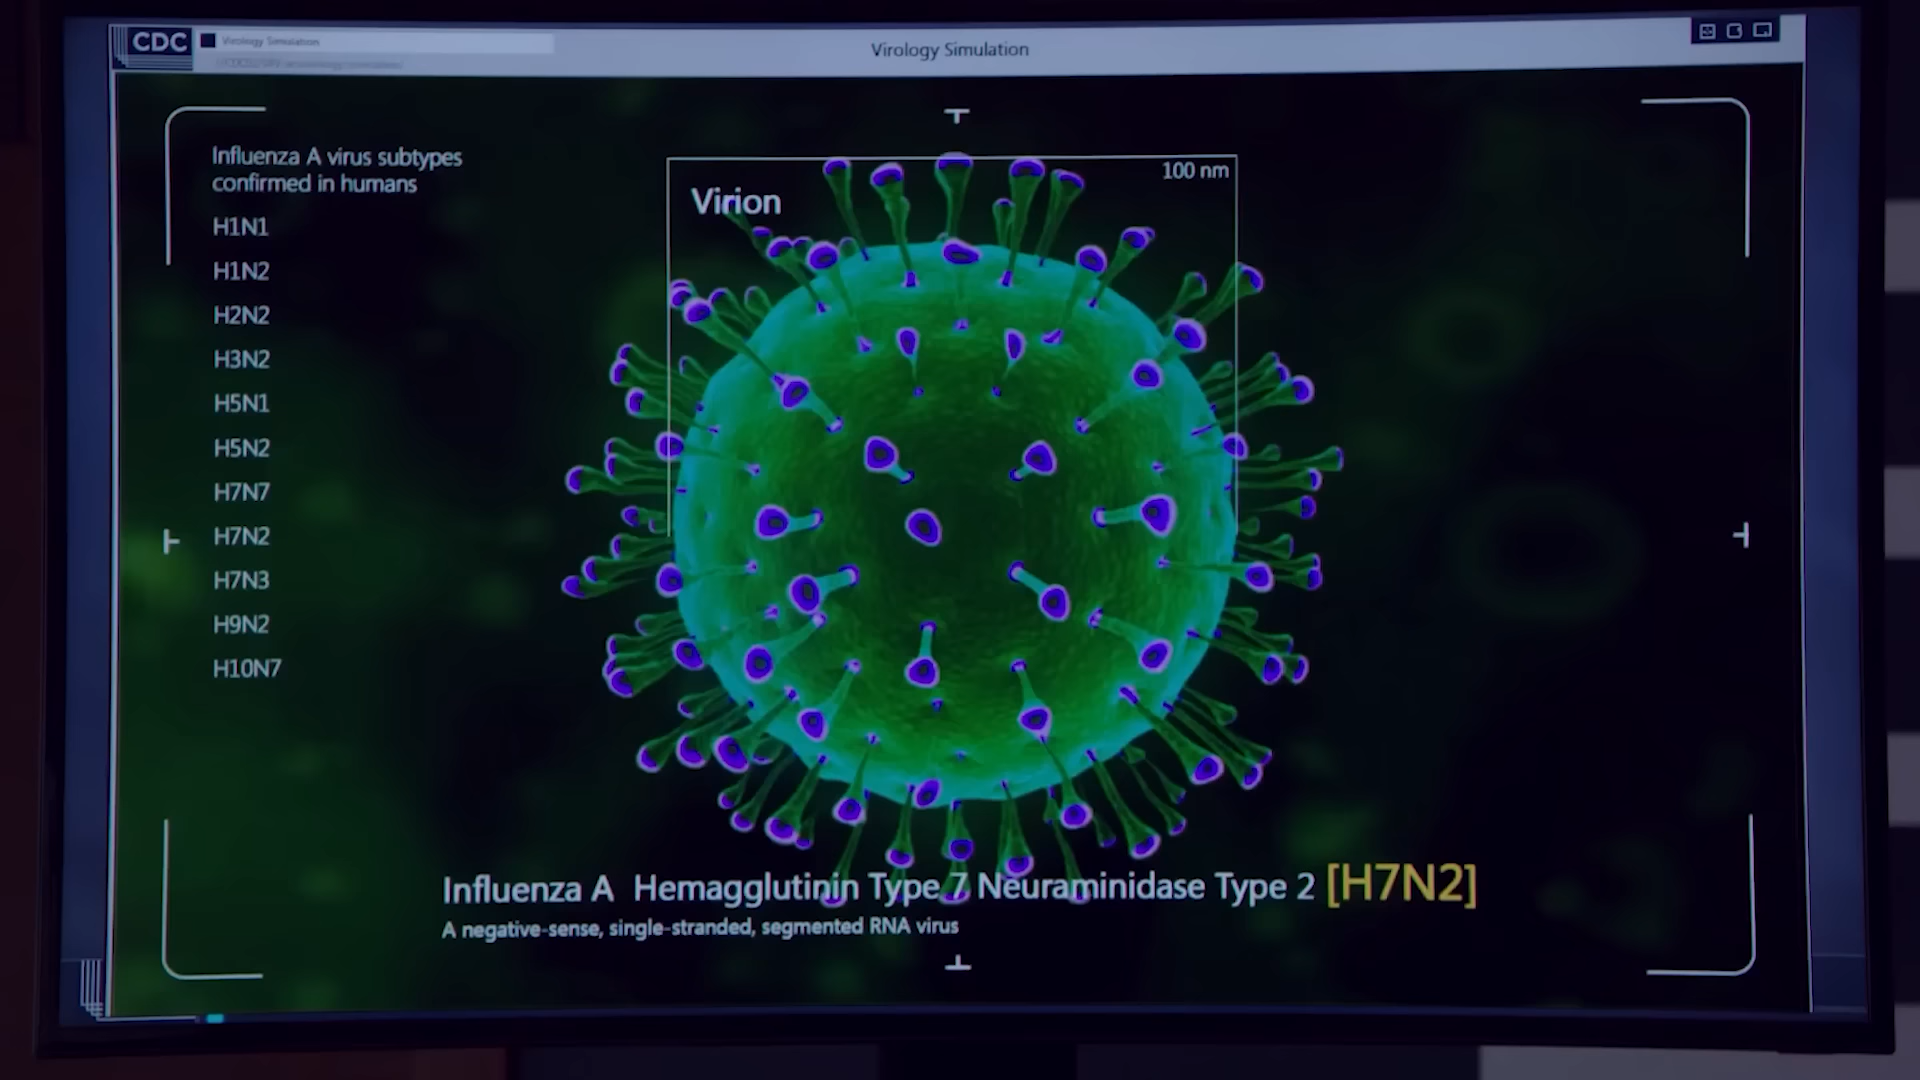 CDC
Virology Simulation
Virology Simulation
Influenza A virus subtypes
confirmed in humans
H1N1
H1N2
H2N2
H3N2
H5N1
H5N2
H7N7
H7N2
H7N3
H9N2
H10N7
100 nm
Virion
Influenza A Hemagglutinin Type 7 Neuraminidase Type 2 [H7N2]
A negative-sense, single-stranded, segmented RNA virus